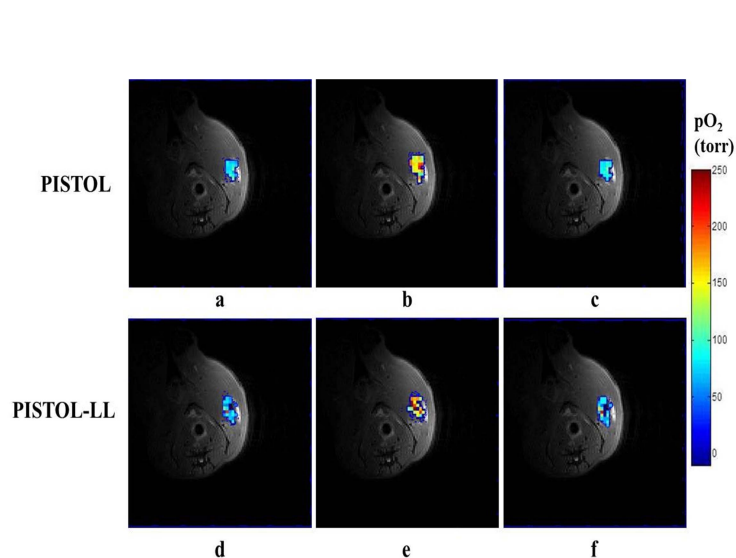 pO₂
(torr)
PISTOL
250
200
150
100
50
0
a b c
PISTOL-LL
d e f